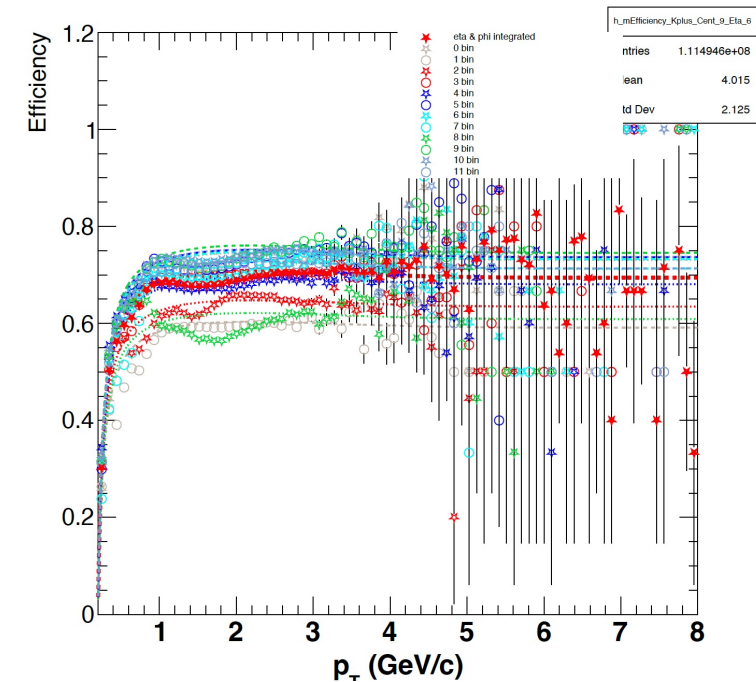 h_mEfficiency_Kplus_Cent_9_Eta_6
ntries 1.114946e+08
ean 4.015
td Dev 2.125
Efficiency
eta & phi integrated
0 bin
1 bin
2 bin
3 bin
4 bin
5 bin
6 bin
7 bin
8 bin
9 bin
10 bin
11 bin
1.2
1
0.8
0.6
0.4
0.2
0
1 2 3 4 5 6 7 8
p_T (GeV/c)